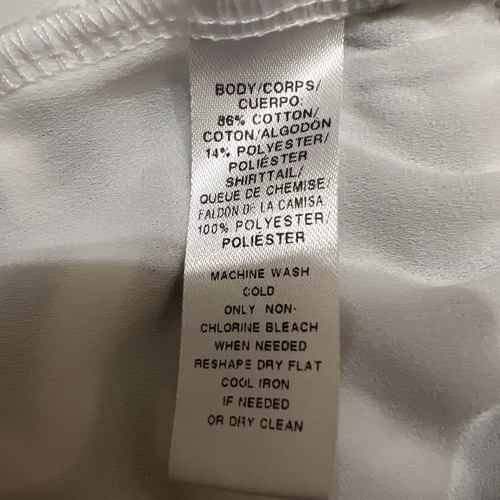 BODY/CORPS/
CUERPO:
86% COTTON/
COTON/ALGODÓN
14% POLYESTER/
POLIÉSTER
SHIRTTAIL/
QUEUE DE CHEMISE/
FALDÓN DE LA CAMISA
100% POLYESTER/
POLIÉSTER
MACHINE WASH
COLD
ONLY NON-
CHLORINE BLEACH
WHEN NEEDED
RESHAPE DRY FLAT
COOL IRON
IF NEEDED
OR DRY CLEAN